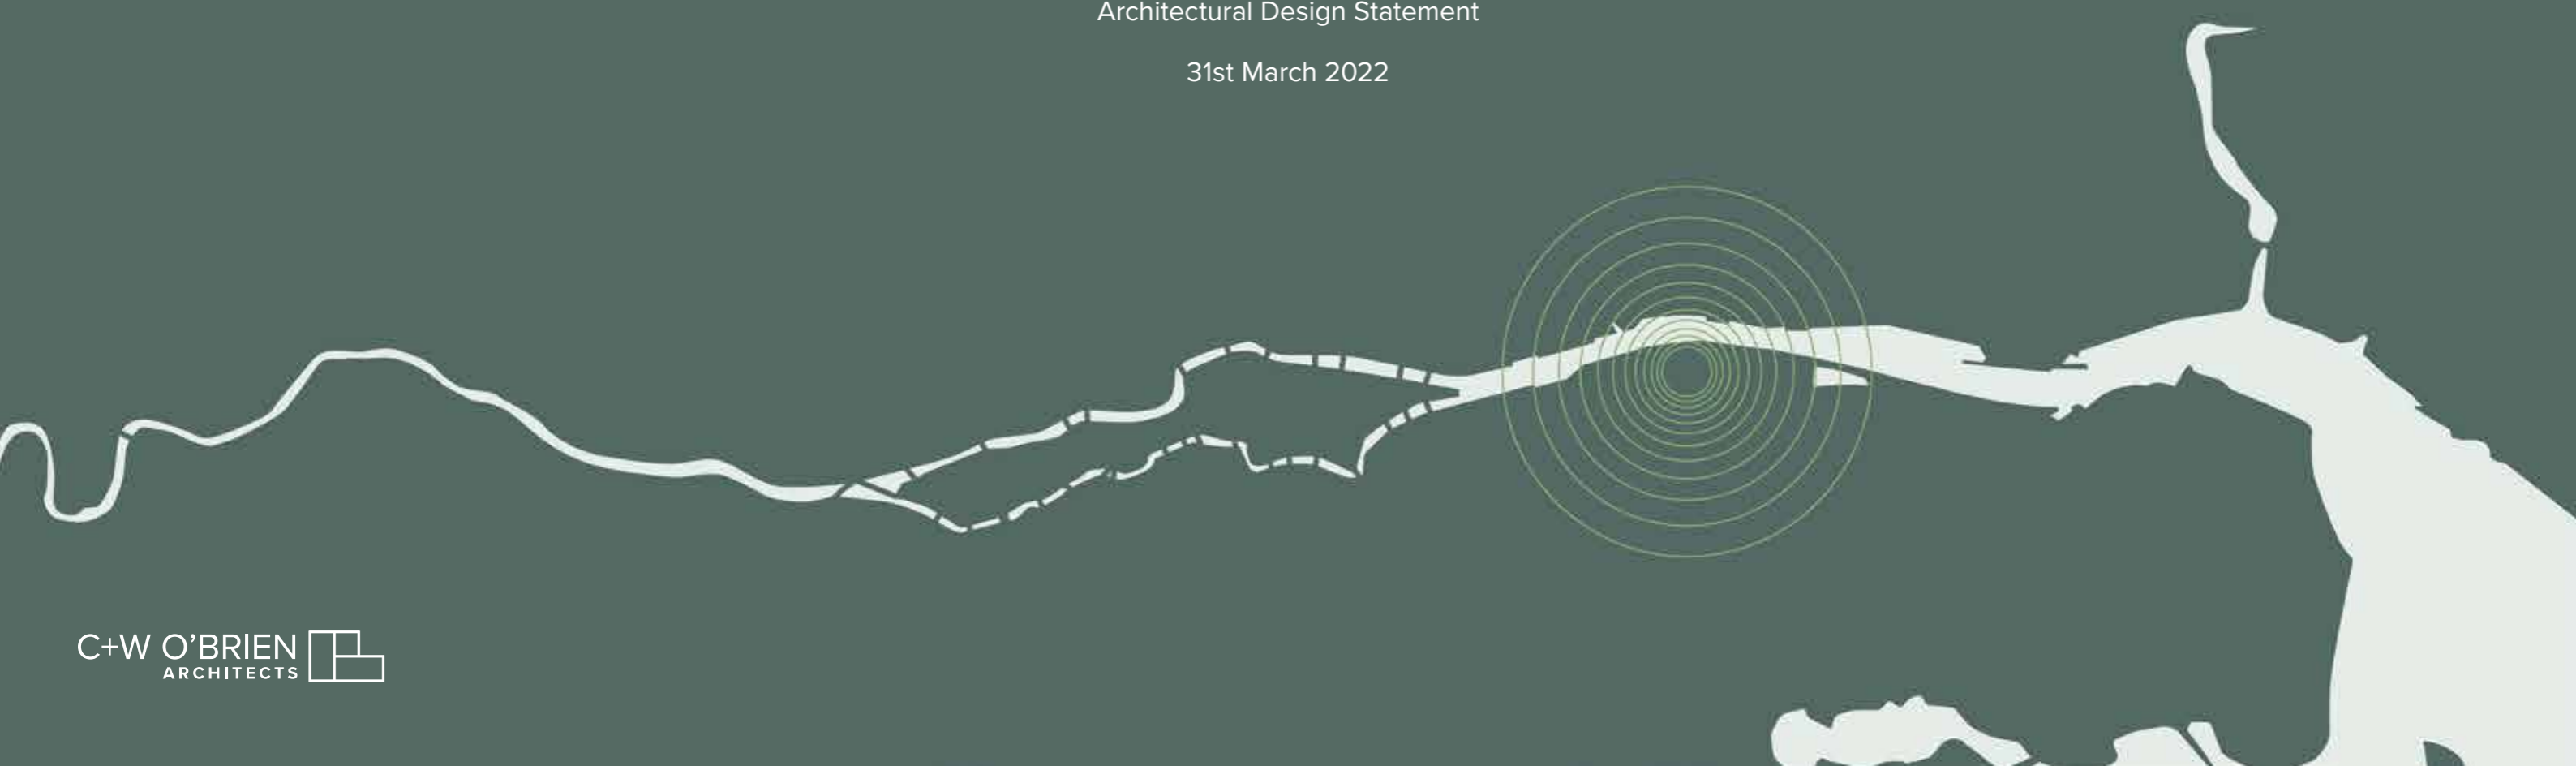 Architectural Design Statement
31st March 2022
C+W O’BRIEN
ARCHITECTS